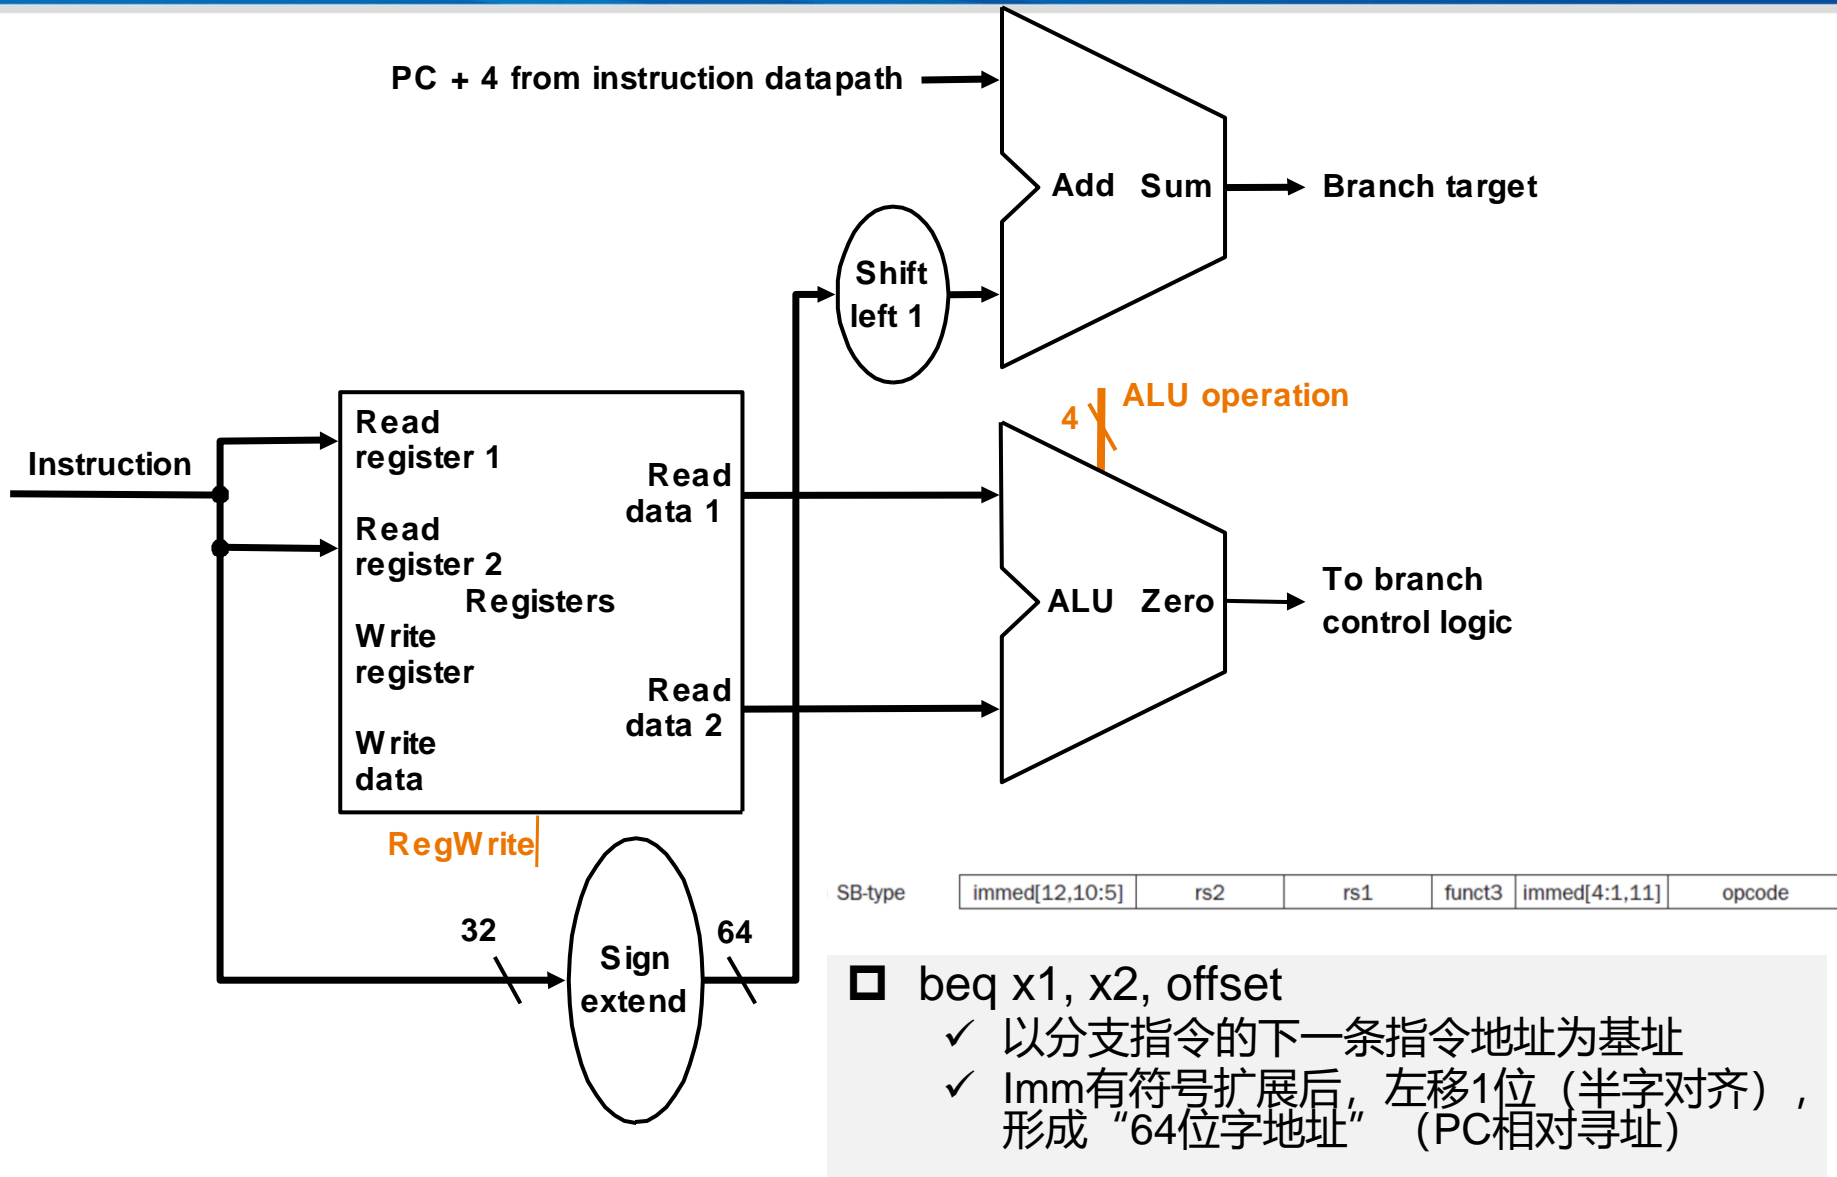 PC + 4 from instruction datapath
Add Sum
Branch target
Shift
left 1
ALU operation
4
Instruction
Read
register 1
Read
data 1
Read
register 2
Registers
Write
register
Read
data 2
Write
data
ALU Zero
To branch
control logic
RegWrite
32
Sign
extend
64
SB-type immed[12,10:5] rs2 rs1 funct3 immed[4:1,11] opcode
beq x1, x2, offset
✓ 以分支指令的下一条指令地址为基址
✓ Imm有符号扩展后，左移1位（半字对齐），
形成“64位字地址”（PC相对寻址）